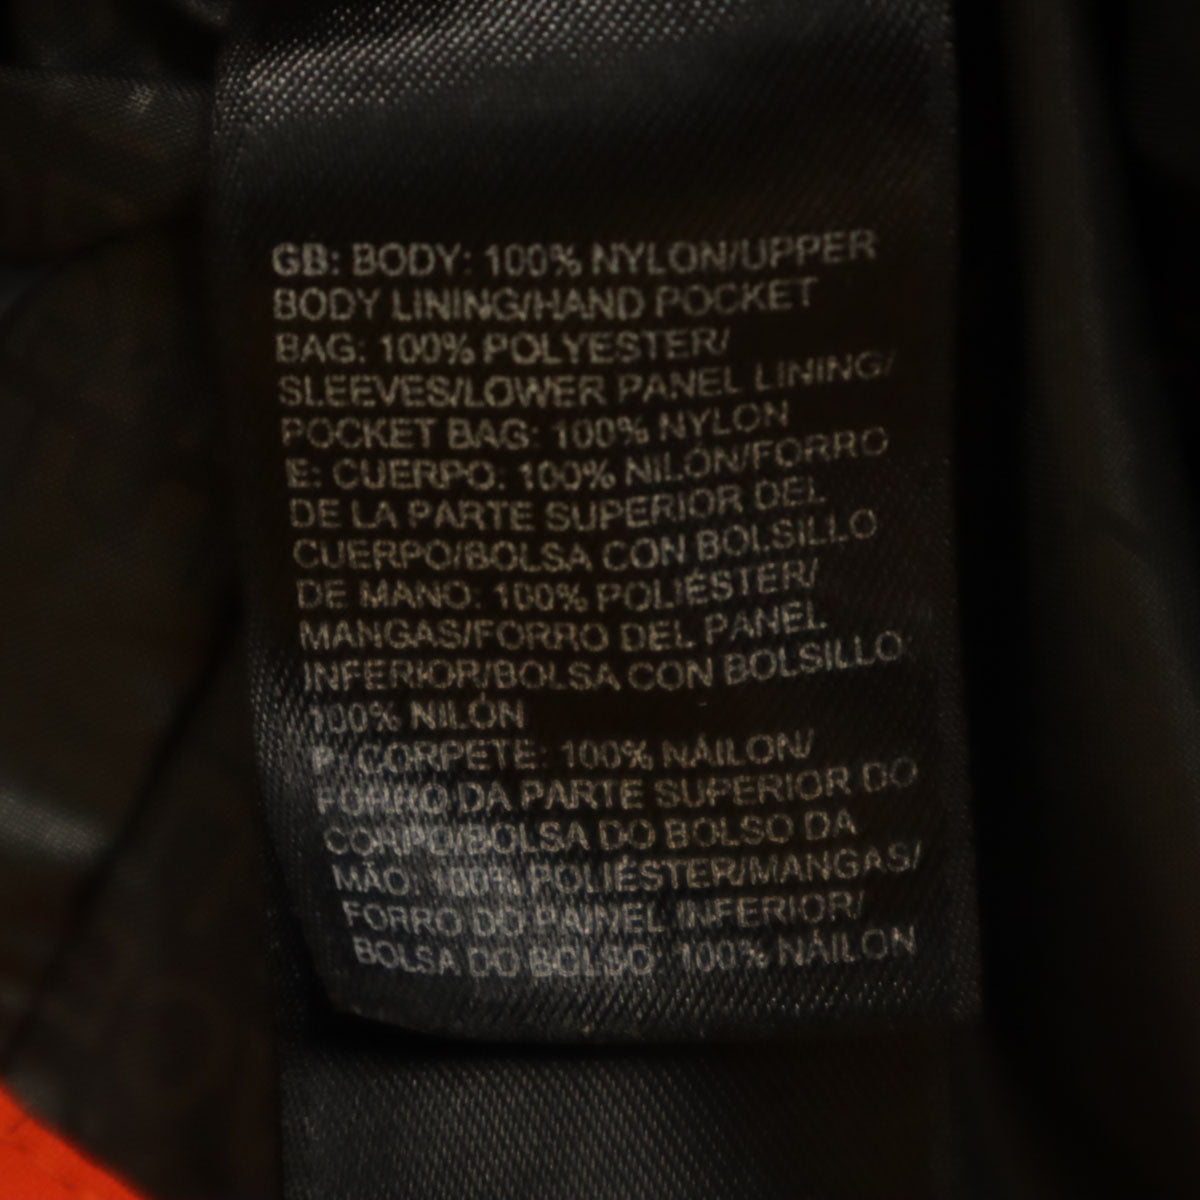 GB: BODY: 100% NYLON/UPPER
BODY LINING/HAND POCKET
BAG: 100% POLYESTER/
SLEEVES/LOWER PANEL LINING/
POCKET BAG: 100% NYLON
E: CUERPO: 100% NILÓN/FORRO
DE LA PARTE SUPERIOR DEL
CUERPO/BOLSA CON BOLSILLO
DE MANO: 100% POLIÉSTER/
MANGAS/FORRO DEL PANEL
INFERIOR/BOLSA CON BOLSILLO
100% NILÓN
P: CORPETE: 100% NÁILON/
FORRO DA PARTE SUPERIOR DO
CORPO/BOLSA DO BOLSO DA
MÃO: 100% POLIÉSTER/MANGAS/
FORRO DO PAINEL INFERIOR/
BOLSA DO BOLSO: 100% NÁILON